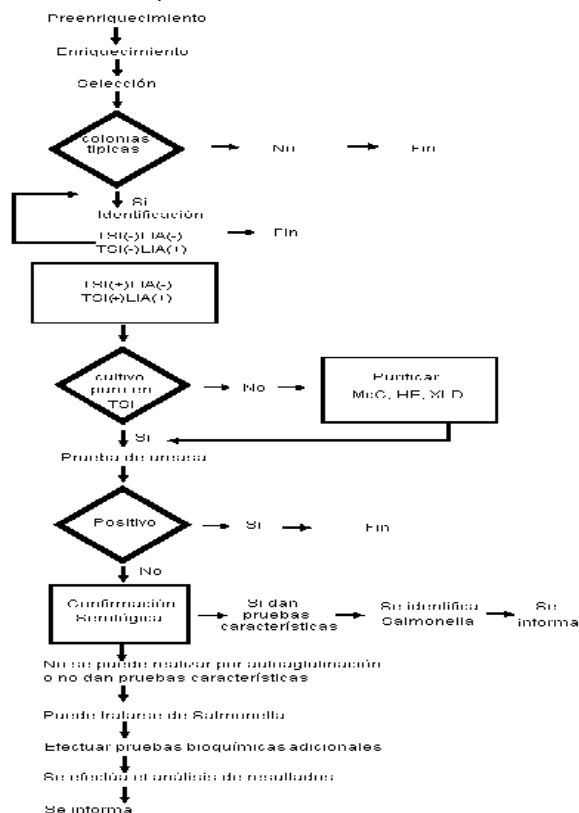 Preenriquecimiento
Enriquecimiento
Selección
colonias
típicas
No
Fin
Si
Identificación
TSI(-)LIA(-)
TSI(-)LIA(+)
Fin
TSI(+)LIA(-)
TSI(+)LIA(+)
cultivo
puro en
TSI
No
Purificar
McC, HE, XLD
Si
Prueba de ureasa
Positivo
Si
Fin
No
Confirmación
Serológica
Si dan
pruebas
características
Se identifica
Salmonella
Se
informa
No se puede realizar por autoaglutinación
o no dan pruebas características
Puede tratarse de Salmonella
Efectuar pruebas bioquímicas adicionales
Se efectúa el análisis de resultados
Se informa